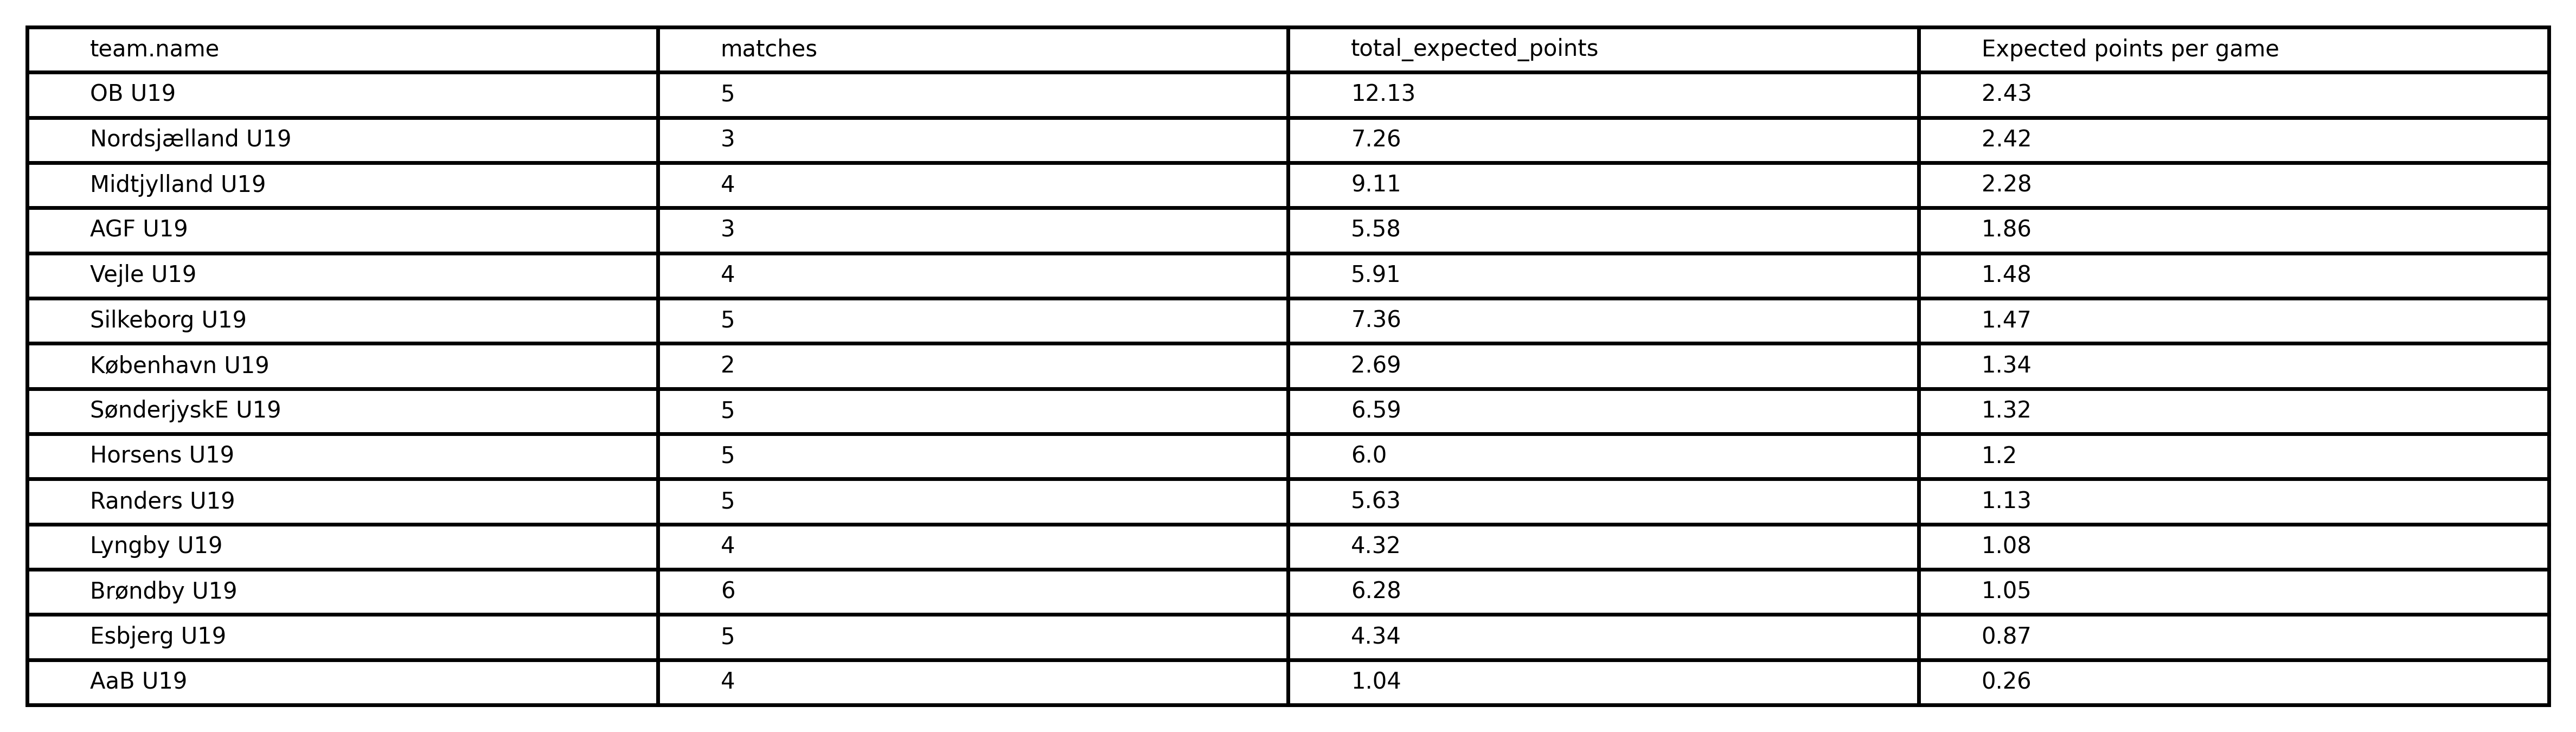 team.name matches total_expected_points Expected points per game
OB U19 5 12.13 2.43
Nordsjælland U19 3 7.26 2.42
Midtjylland U19 4 9.11 2.28
AGF U19 3 5.58 1.86
Vejle U19 4 5.91 1.48
Silkeborg U19 5 7.36 1.47
København U19 2 2.69 1.34
SønderjyskE U19 5 6.59 1.32
Horsens U19 5 6.0 1.2
Randers U19 5 5.63 1.13
Lyngby U19 4 4.32 1.08
Brøndby U19 6 6.28 1.05
Esbjerg U19 5 4.34 0.87
AaB U19 4 1.04 0.26